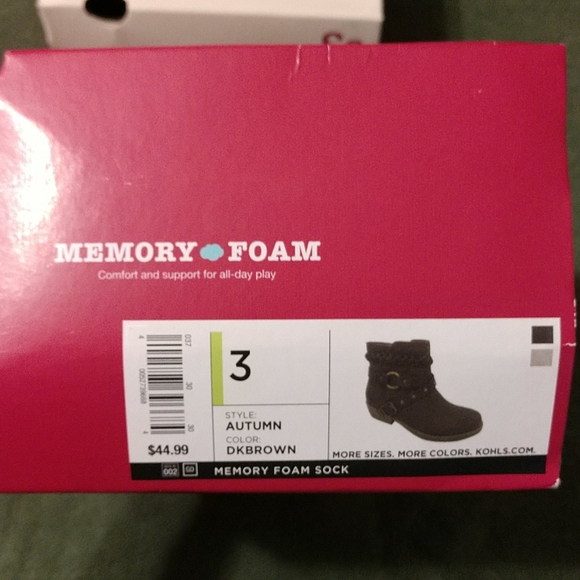 MEMORY FOAM
Comfort and support for all-day play
3
STYLE:
AUTUMN
COLOR:
DKBROWN
$44.99
MORE SIZES. MORE COLORS. KOHLS.COM.
002
MEMORY FOAM SOCK